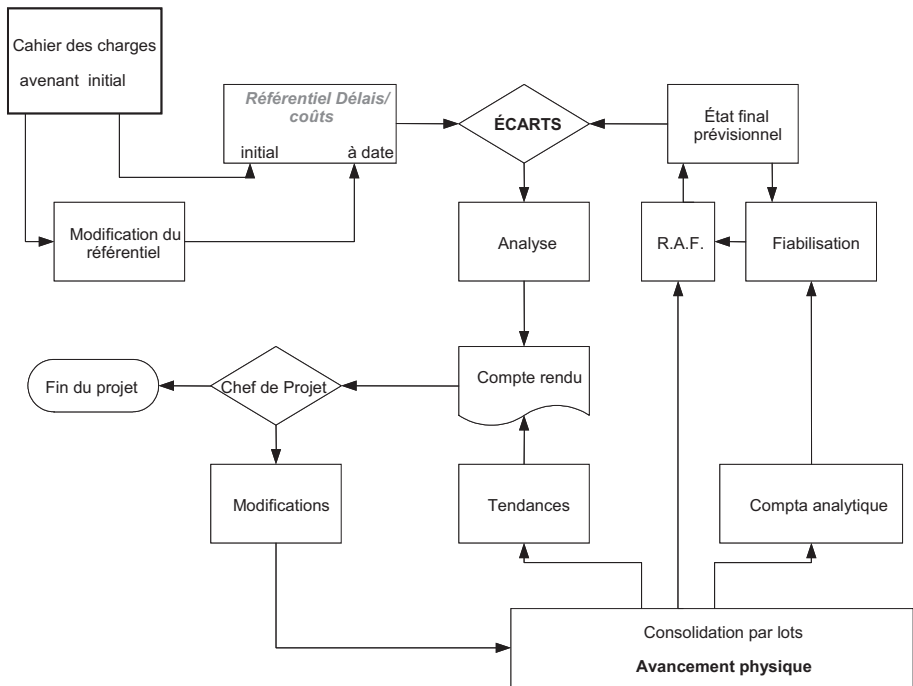 Cahier des charges
avenant initial
Référentiel Délais/
coûts
initial à date
ÉCARTS
État final
prévisionnel
Modification du
référentiel
Analyse
R.A.F.
Fiabilisation
Fin du projet
Chef de Projet
Compte rendu
Modifications
Tendances
Compta analytique
Consolidation par lots
Avancement physique